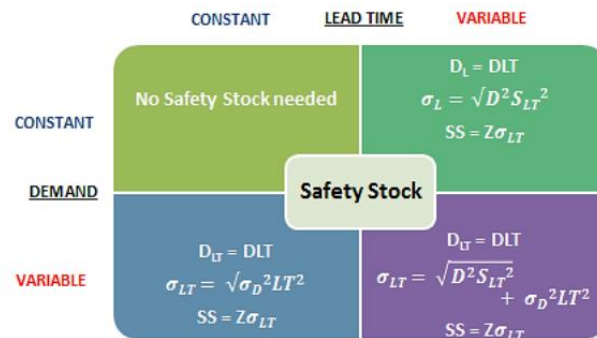 CONSTANT LEAD TIME VARIABLE
CONSTANT
No Safety Stock needed
D_L = DLT
σ_L = √D²S_LT²
SS = Zσ_LT
DEMAND
Safety Stock
VARIABLE
D_LT = DLT
σ_LT = √σ_D²LT²
SS = Zσ_LT
D_LT = DLT
σ_LT = √D²S_LT²
+ σ_D²LT²
SS = Zσ_LT